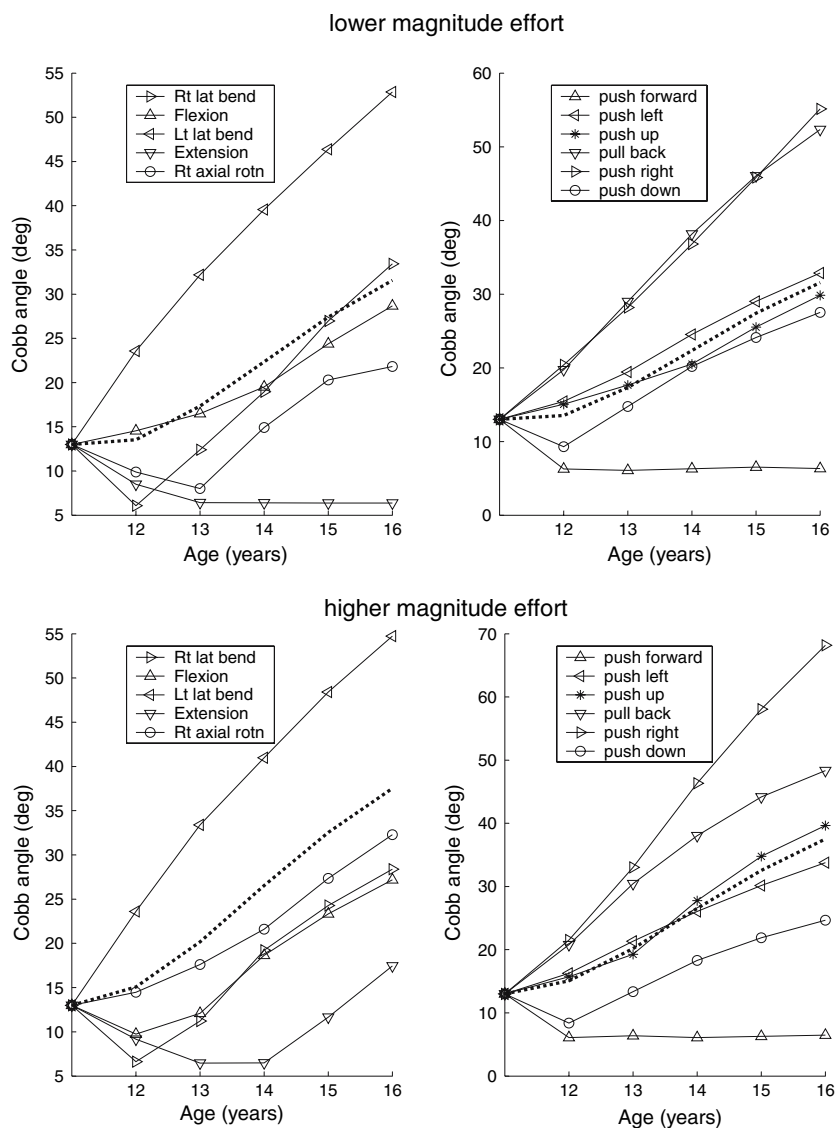 lower magnitude effort
55
50
45
40
35
30
25
20
15
10
5
Cobb angle (deg)
Rt lat bend
Flexion
Lt lat bend
Extension
Rt axial rotn
12 13 14 15 16
Age (years)
60
50
40
30
20
10
0
Cobb angle (deg)
push forward
push left
push up
pull back
push right
push down
12 13 14 15 16
Age (years)
higher magnitude effort
55
50
45
40
35
30
25
20
15
10
5
Cobb angle (deg)
Rt lat bend
Flexion
Lt lat bend
Extension
Rt axial rotn
12 13 14 15 16
Age (years)
70
60
50
40
30
20
10
0
Cobb angle (deg)
push forward
push left
push up
pull back
push right
push down
12 13 14 15 16
Age (years)